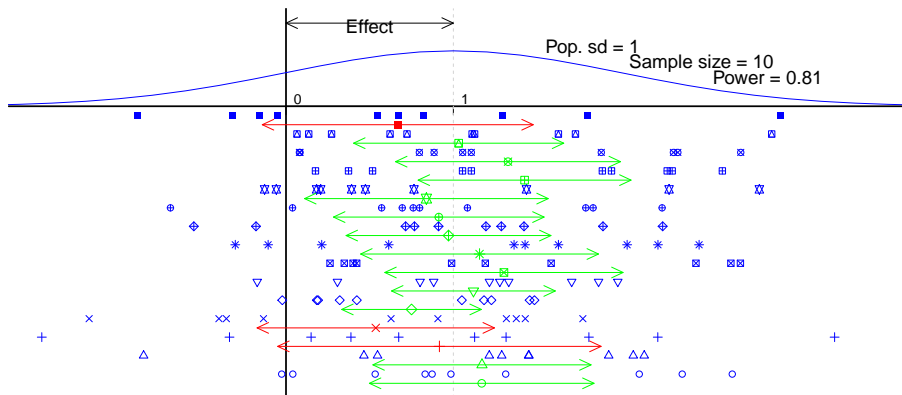 Effect
Pop. sd = 1
Sample size = 10
Power = 0.81
0 1